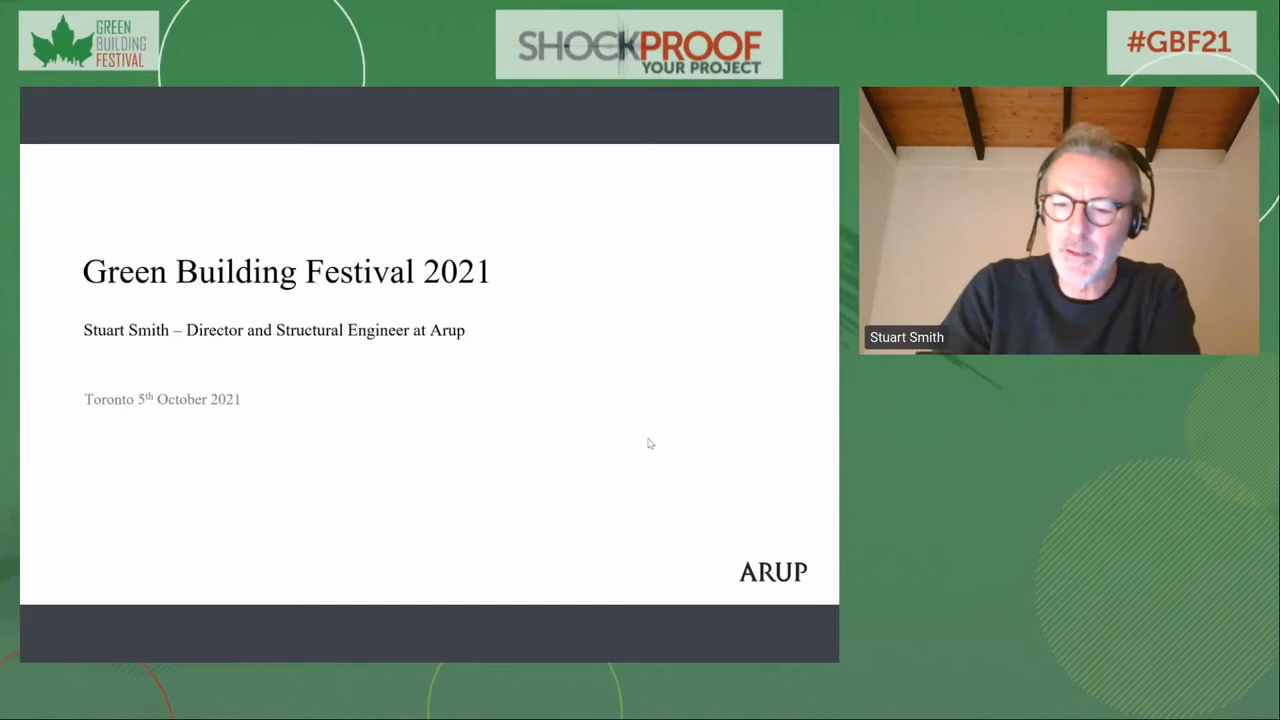 GREEN
BUILDING
FESTIVAL
SHOCKPROOF
YOUR PROJECT
#GBF21
Green Building Festival 2021
Stuart Smith – Director and Structural Engineer at Arup
Toronto 5th October 2021
ARUP
Stuart Smith